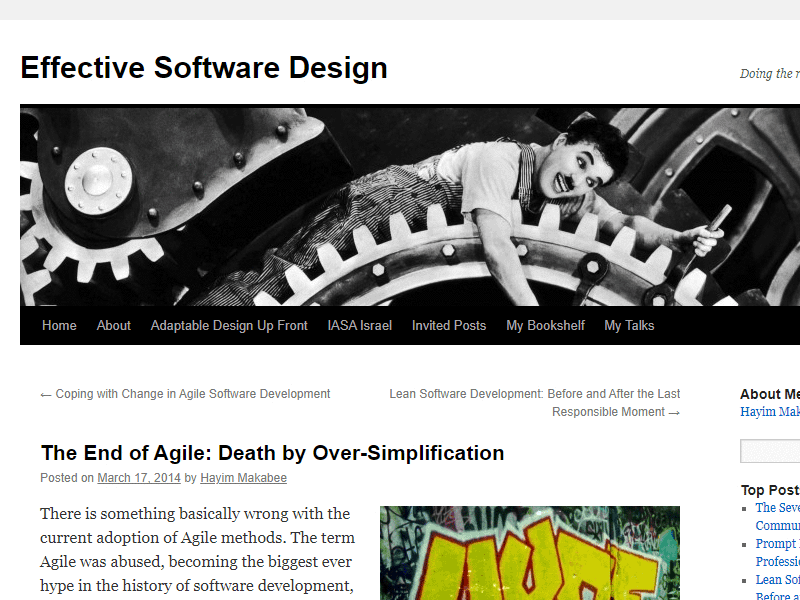 Effective Software Design
Doing the
Home About Adaptable Design Up Front IASA Israel Invited Posts My Bookshelf My Talks
← Coping with Change in Agile Software Development
Lean Software Development: Before and After the Last
Responsible Moment →
The End of Agile: Death by Over-Simplification
Posted on March 17, 2014 by Hayim Makabee
There is something basically wrong with the
current adoption of Agile methods. The term
Agile was abused, becoming the biggest ever
hype in the history of software development,
About Me
Hayim Mak
Top Posts
The Seve
Commu
Prompt
Professi
Lean Sof
Before a